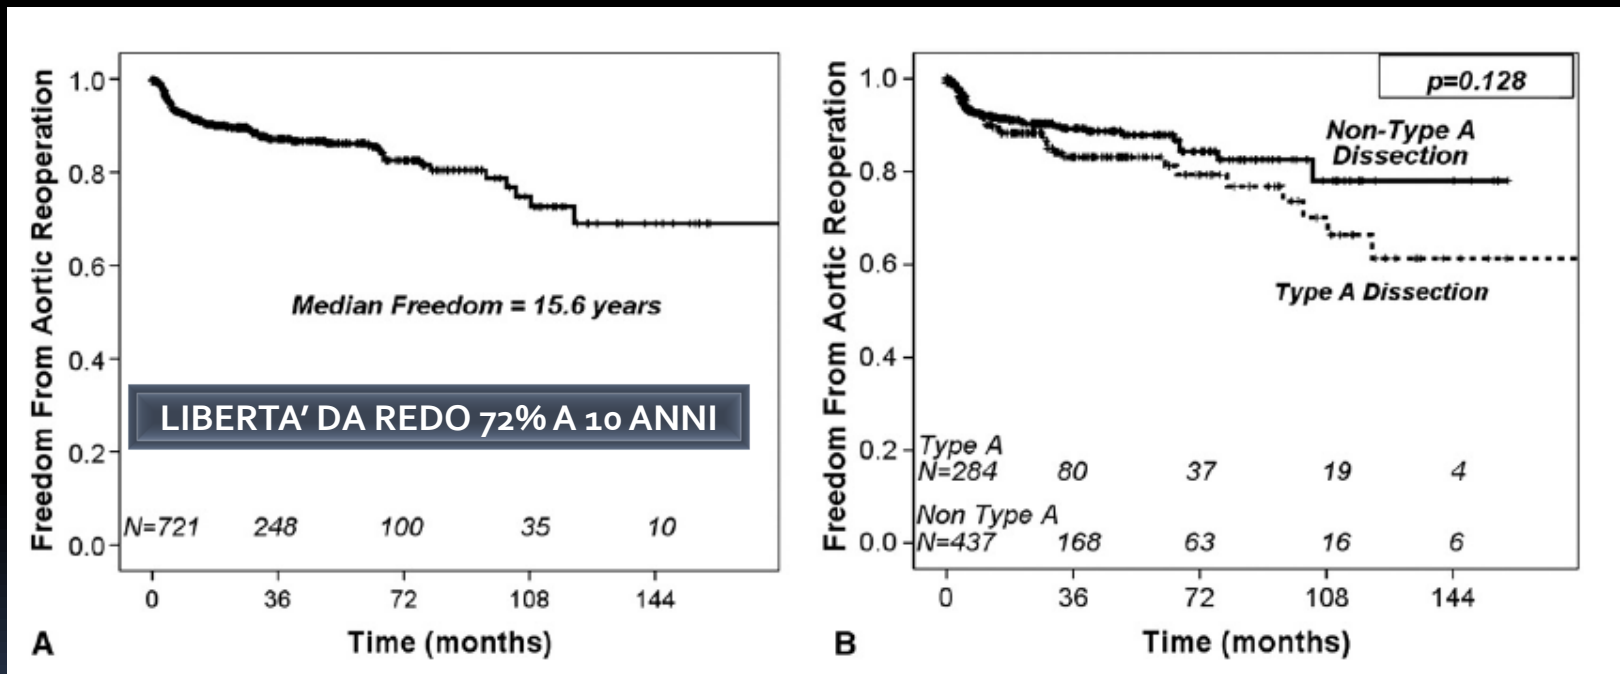 Freedom From Aortic Reoperation
1.0
0.8
0.6
0.4
0.2
0.0
Median Freedom = 15.6 years
LIBERTA’ DA REDO 72% A 10 ANNI
N=721 248 100 35 10
0 36 72 108 144
Time (months)
A
Freedom From Aortic Reoperation
1.0
0.8
0.6
0.4
0.2
0.0
p=0.128
Non-Type A
Dissection
Type A Dissection
Type A
N=284 80 37 19 4
Non Type A
N=437 168 63 16 6
0 36 72 108 144
Time (months)
B